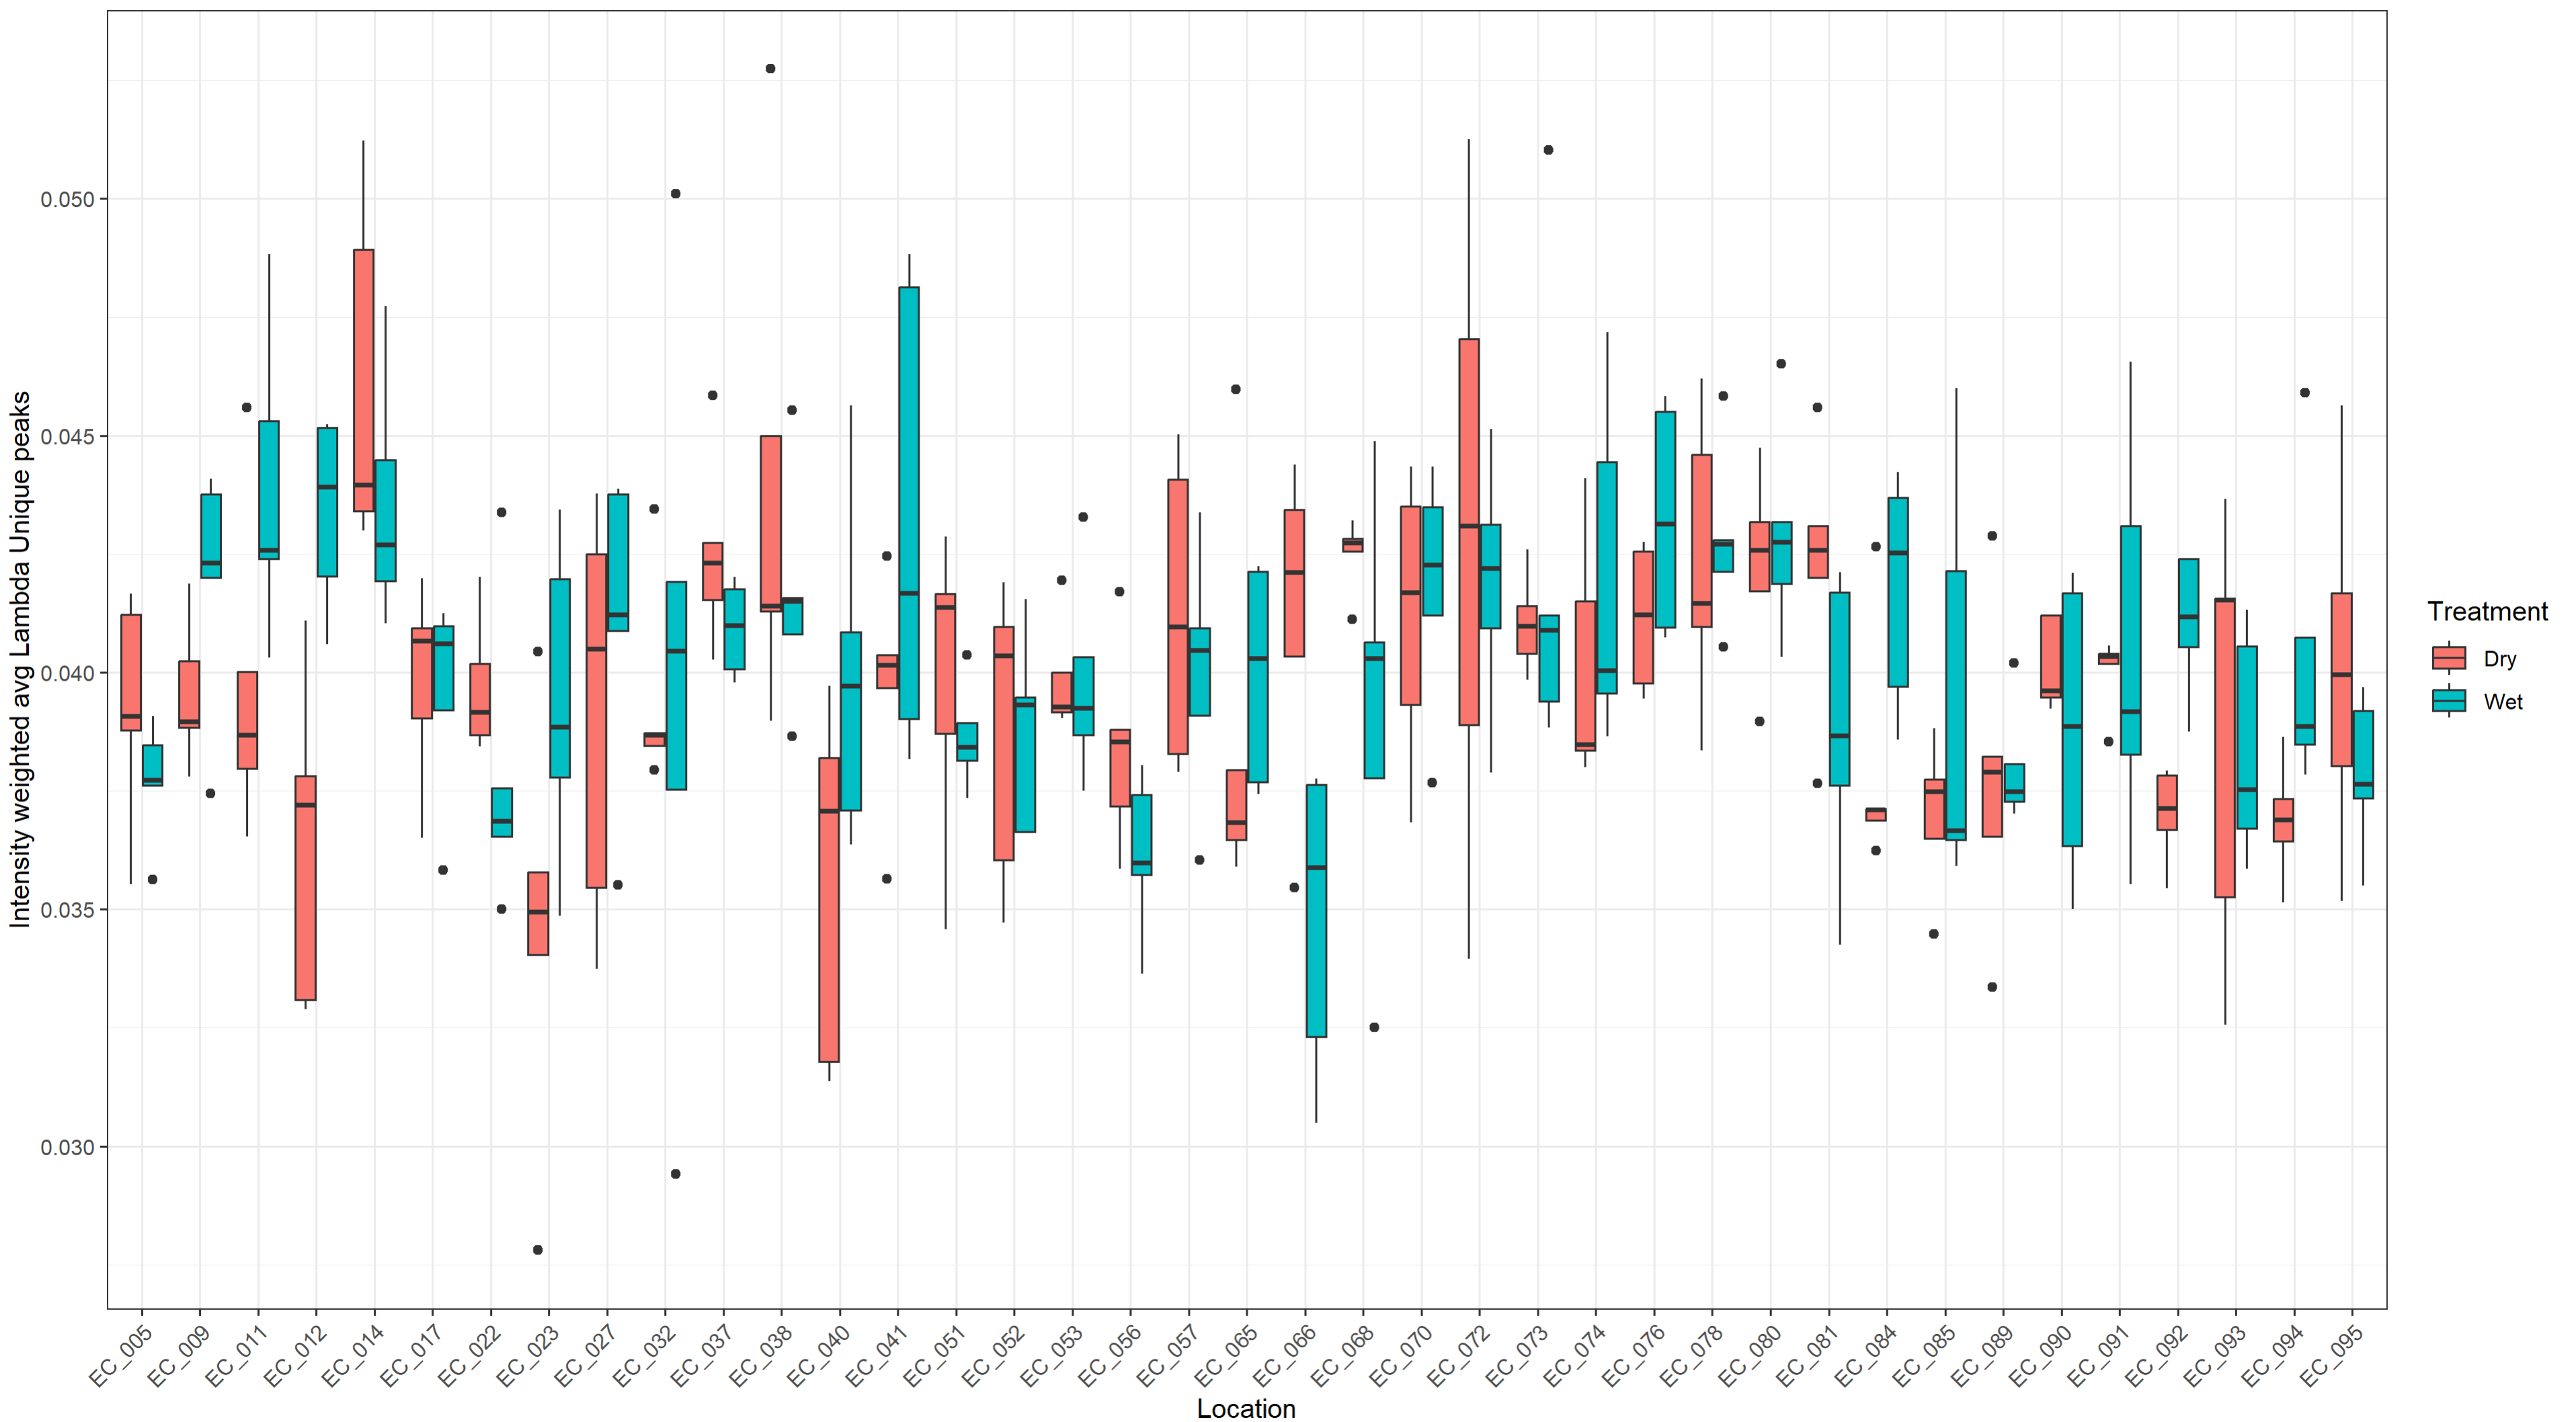 Intensity weighted avg Lambda Unique peaks
0.050
0.045
0.040
0.035
0.030
EC_005
EC_009
EC_011
EC_012
EC_014
EC_017
EC_022
EC_023
EC_027
EC_032
EC_037
EC_038
EC_040
EC_041
EC_051
EC_052
EC_053
EC_056
EC_057
EC_065
EC_066
EC_068
EC_070
EC_072
EC_073
EC_074
EC_076
EC_078
EC_080
EC_081
EC_084
EC_085
EC_089
EC_090
EC_091
EC_092
EC_093
EC_094
EC_095
Location
Treatment
Dry
Wet